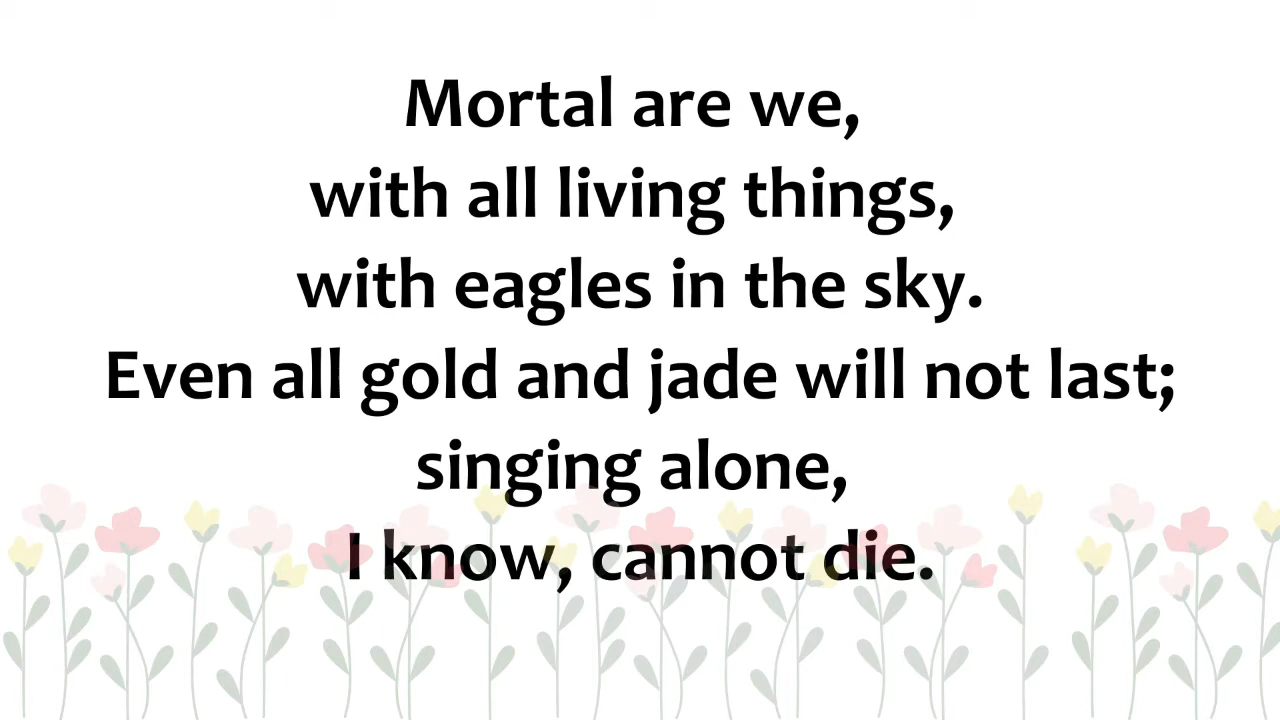 Mortal are we,
with all living things,
with eagles in the sky.
Even all gold and jade will not last;
singing alone,
I know, cannot die.